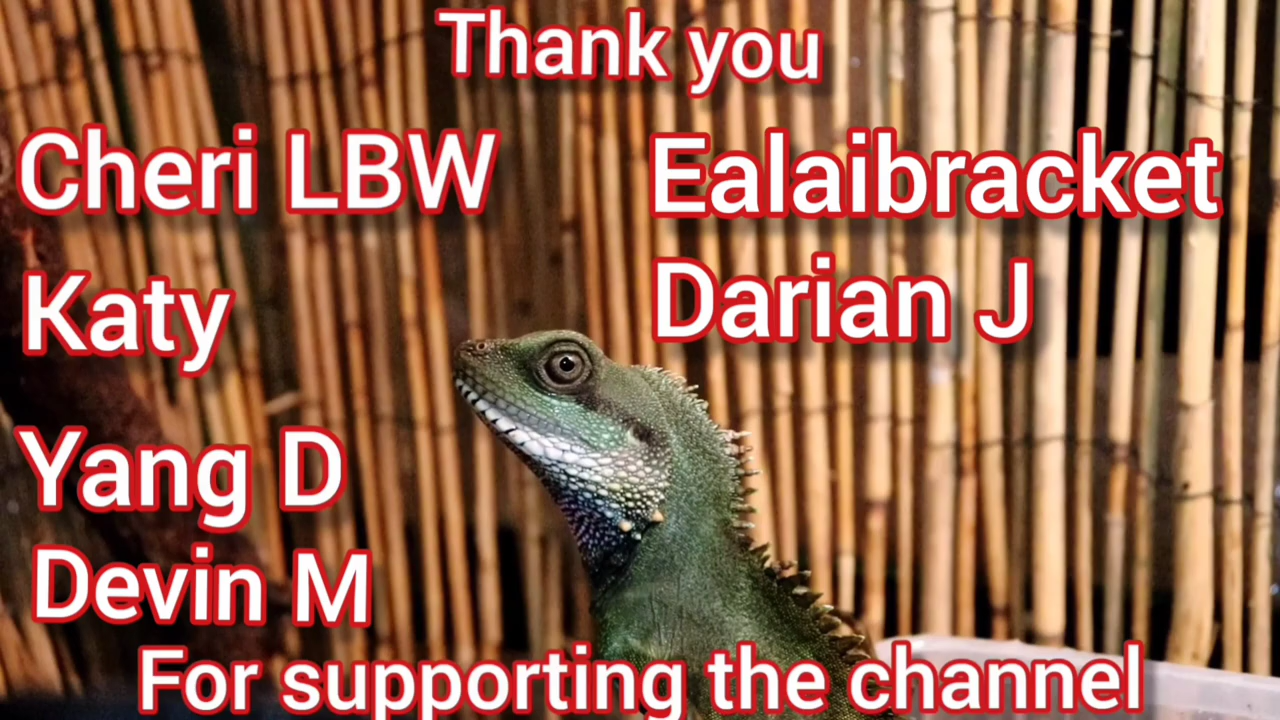 Thank you
Cheri LBW
Ealaibracket
Katy
Darian J
Yang D
Devin M
For supporting the channel